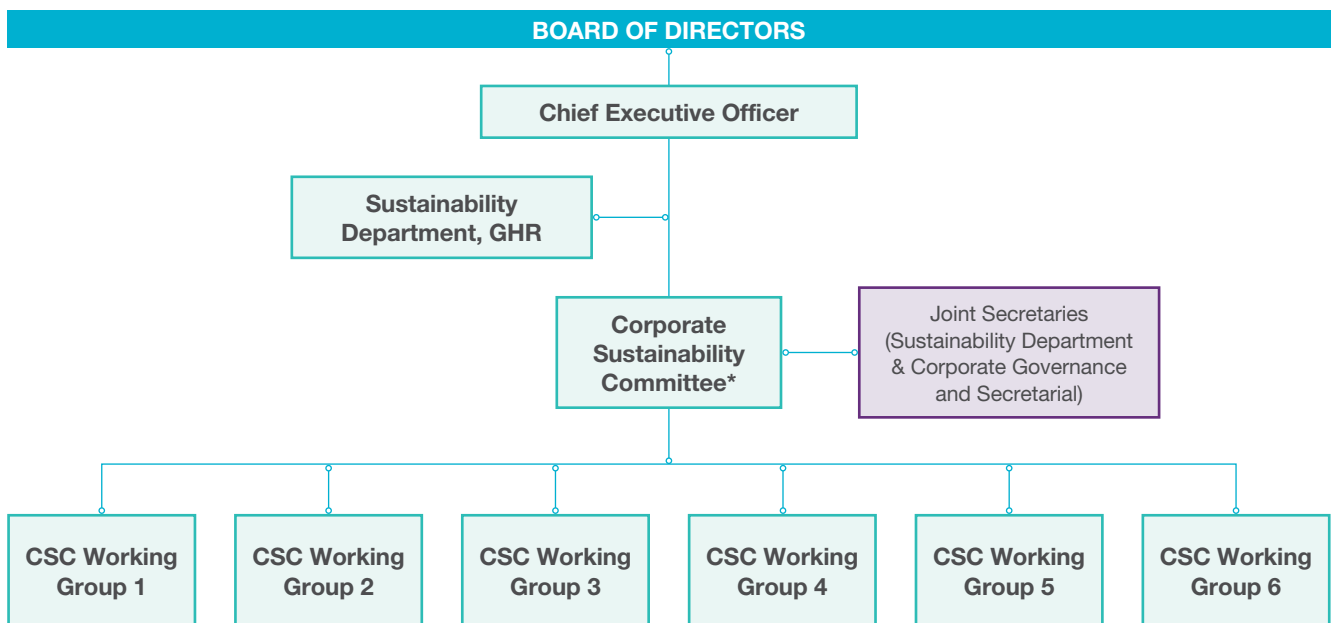 BOARD OF DIRECTORS
Chief Executive Officer
Sustainability
Department, GHR
Corporate
Sustainability
Committee*
Joint Secretaries
(Sustainability Department
& Corporate Governance
and Secretarial)
CSC Working
Group 1
CSC Working
Group 2
CSC Working
Group 3
CSC Working
Group 4
CSC Working
Group 5
CSC Working
Group 6